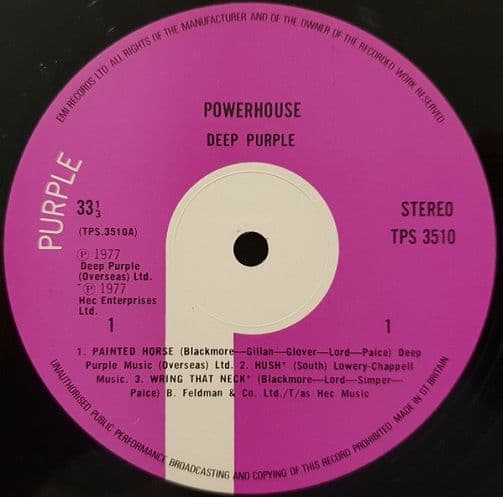 EMI RECORDS LTD ALL RIGHTS OF THE MANUFACTURER AND OF THE OWNER OF THE RECORDED WORK RESERVED
POWERHOUSE
DEEP PURPLE
PURPLE
33⅓
STEREO
(TPS.3510A)
TPS 3510
℗ 1977
Deep Purple
(Overseas) Ltd.
*℗ 1977
Hec Enterprises
Ltd.
1
1
1. PAINTED HORSE (Blackmore—Gillan—Glover—Lord—Paice) Deep
Purple Music (Overseas) Ltd. 2. HUSH* (South) Lowery-Chappell
Music. 3. WRING THAT NECK* (Blackmore—Lord—Simper—
Paice) B. Feldman & Co. Ltd./T/as Hec Music
UNAUTHORISED PUBLIC PERFORMANCE BROADCASTING AND COPYING OF THIS RECORD PROHIBITED · MADE IN GT BRITAIN